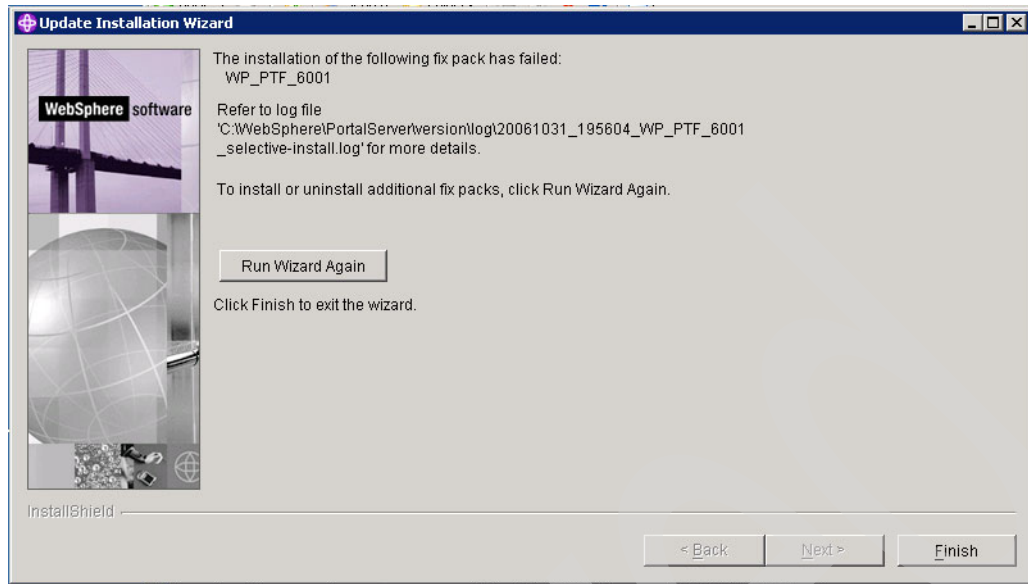 Update Installation Wizard
WebSphere software
The installation of the following fix pack has failed:
WP_PTF_6001
Refer to log file
'C:\WebSphere\PortalServer\version\log\20061031_195604_WP_PTF_6001
_selective-install.log' for more details.
To install or uninstall additional fix packs, click Run Wizard Again.
Run Wizard Again
Click Finish to exit the wizard.
InstallShield
< Back
Next >
Finish